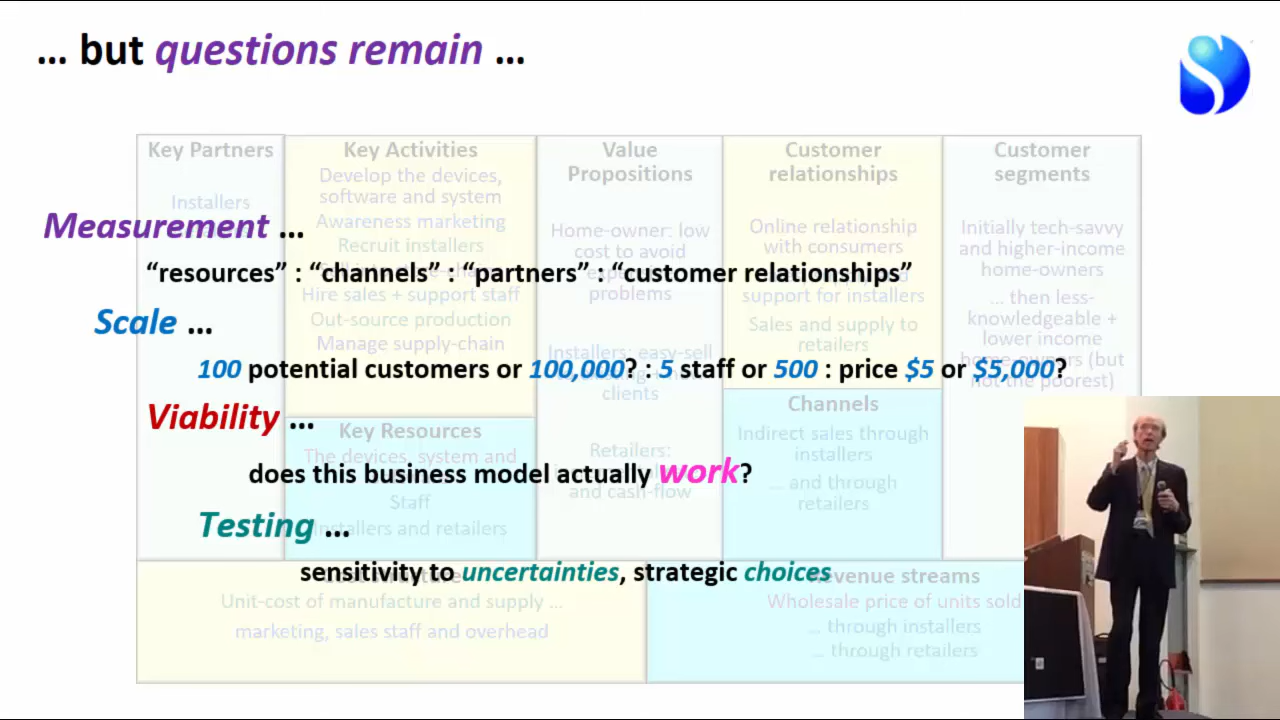 ... but questions remain ...
Key Partners
Installers
Key Activities
Develop the devices,
software and system
Awareness marketing
Recruit installers
Hire sales + support staff
Out-source production
Manage supply-chain
Value
Propositions
Home-owner: low
cost to avoid
problems
Installers: easy-sell
clients
Retailers:
and cash-flow
Customer
relationships
Online relationship
with consumers
support for installers
Sales and supply to
retailers
Customer
segments
Initially tech-savvy
and higher-income
home-owners
... then less-
knowledgeable +
lower income
home-owners (but
not the poorest)
Measurement ...
“resources” : “channels” : “partners” : “customer relationships”
Scale ...
100 potential customers or 100,000? : 5 staff or 500 : price $5 or $5,000?
Viability ...
does this business model actually work?
Testing ...
sensitivity to uncertainties, strategic choices
Key Resources
The devices, system and
Staff
Installers and retailers
Channels
Indirect sales through
installers
... and through
retailers
Unit-cost of manufacture and supply ...
marketing, sales staff and overhead
Revenue streams
Wholesale price of units sold
... through installers
... through retailers